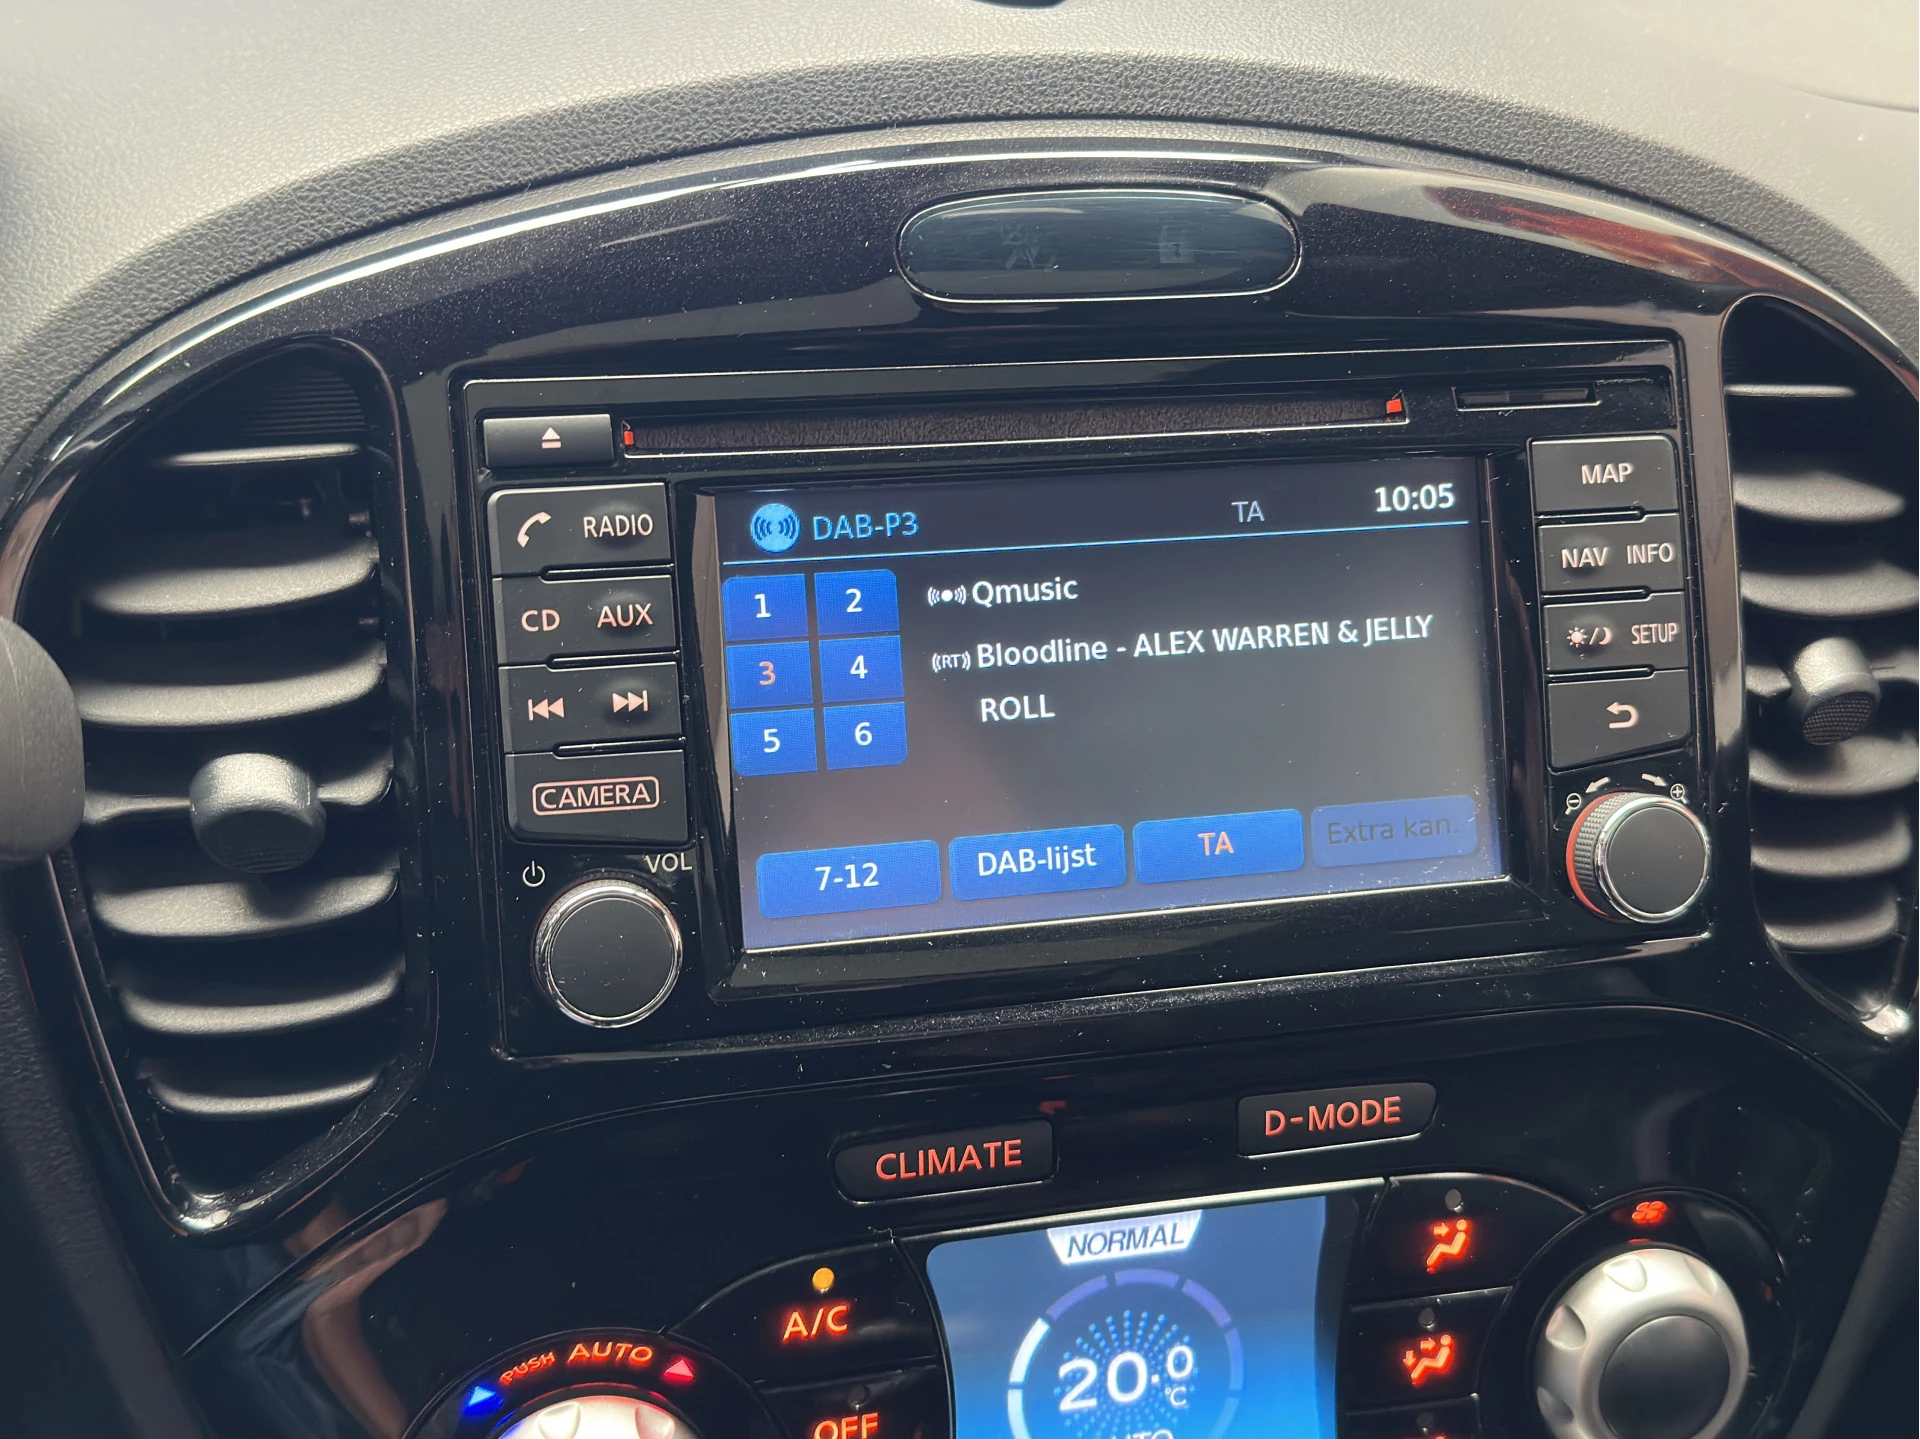 MAP
RADIO
DAB-P3 TA 10:05
NAV INFO
1 2
Qmusic
CD AUX
SETUP
3 4
(RT) Bloodline - ALEX WARREN & JELLY
ROLL
5 6
CAMERA
7-12 DAB-lijst TA Extra kan.
VOL
CLIMATE D-MODE
NORMAL
A/C
PUSH AUTO
20.0
°C
OFF
AUTO